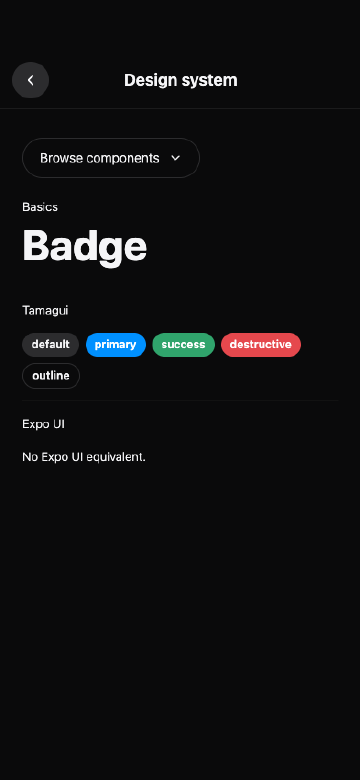 Design system
Browse components
Basics
Badge
Tamagui
default primary success destructive
outline
Expo UI
No Expo UI equivalent.